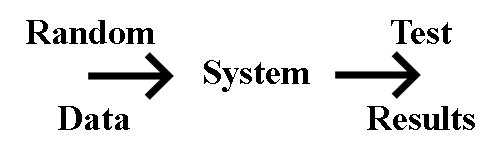 Random
Data
System
Test
Results